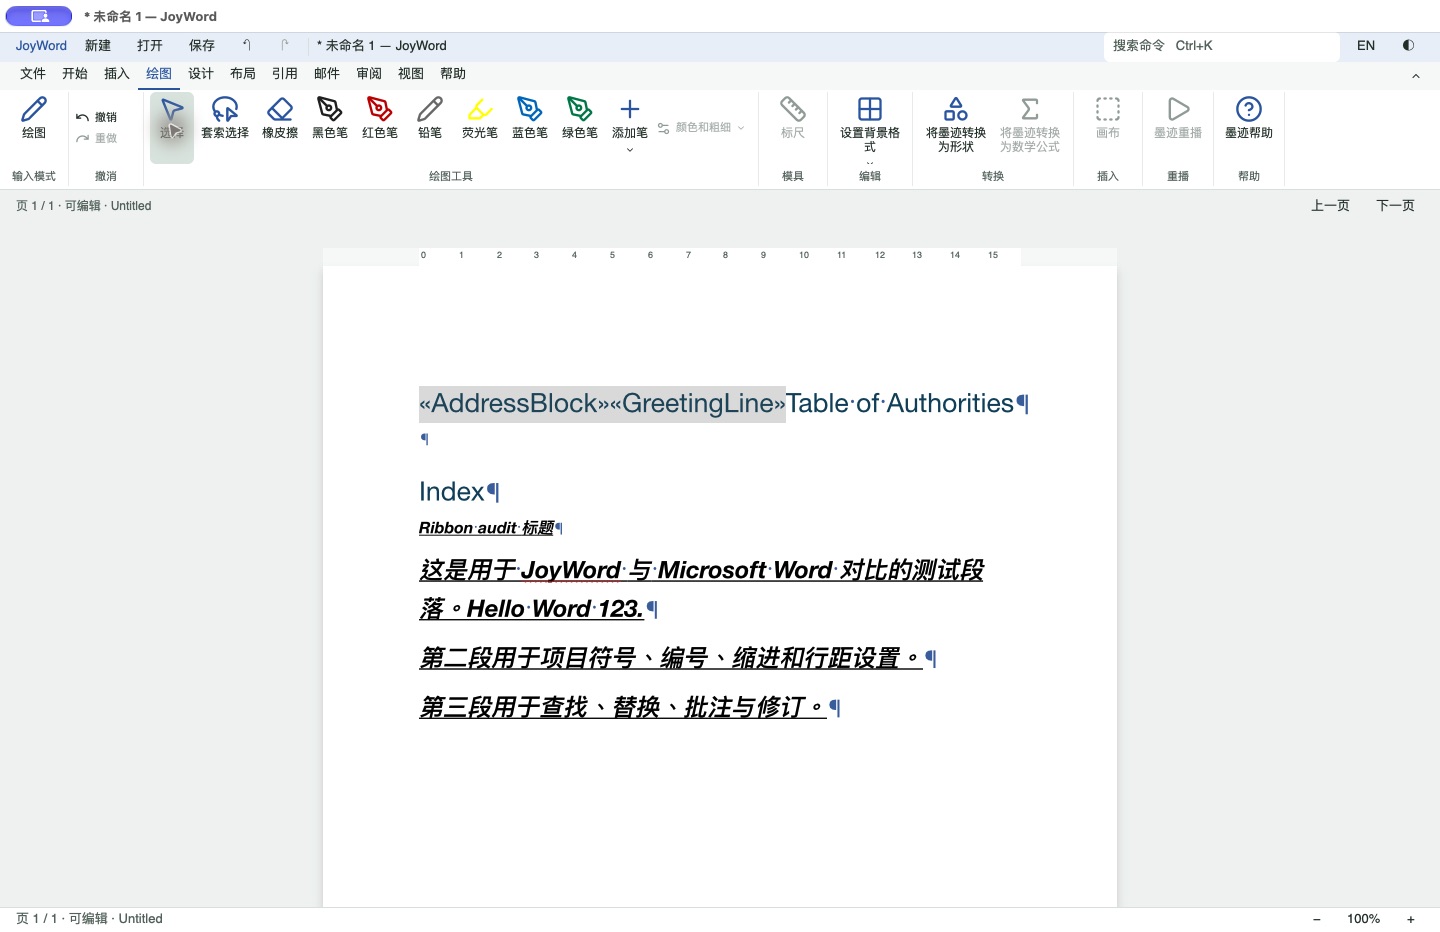 * 未命名 1 — JoyWord
JoyWord 新建 打开 保存 * 未命名 1 — JoyWord 搜索命令 Ctrl+K EN
文件 开始 插入 绘图 设计 布局 引用 邮件 审阅 视图 帮助
绘图 撤销 重做 选择 套索选择 橡皮擦 黑色笔 红色笔 铅笔 荧光笔 蓝色笔 绿色笔 添加笔 颜色和粗细 标尺 设置背景格式 将墨迹转换为形状 将墨迹转换为数学公式 画布 墨迹重播 墨迹帮助
输入模式 撤消 绘图工具 模具 编辑 转换 插入 重播 帮助
页 1 / 1 · 可编辑 · Untitled 上一页 下一页
0 1 2 3 4 5 6 7 8 9 10 11 12 13 14 15
«AddressBlock»«GreetingLine»Table·of·Authorities¶
¶
Index¶
Ribbon·audit·标题¶
这是用于·JoyWord·与·Microsoft·Word·对比的测试段
落。Hello·Word·123.¶
第二段用于项目符号、编号、缩进和行距设置。¶
第三段用于查找、替换、批注与修订。¶
页 1 / 1 · 可编辑 · Untitled − 100% +